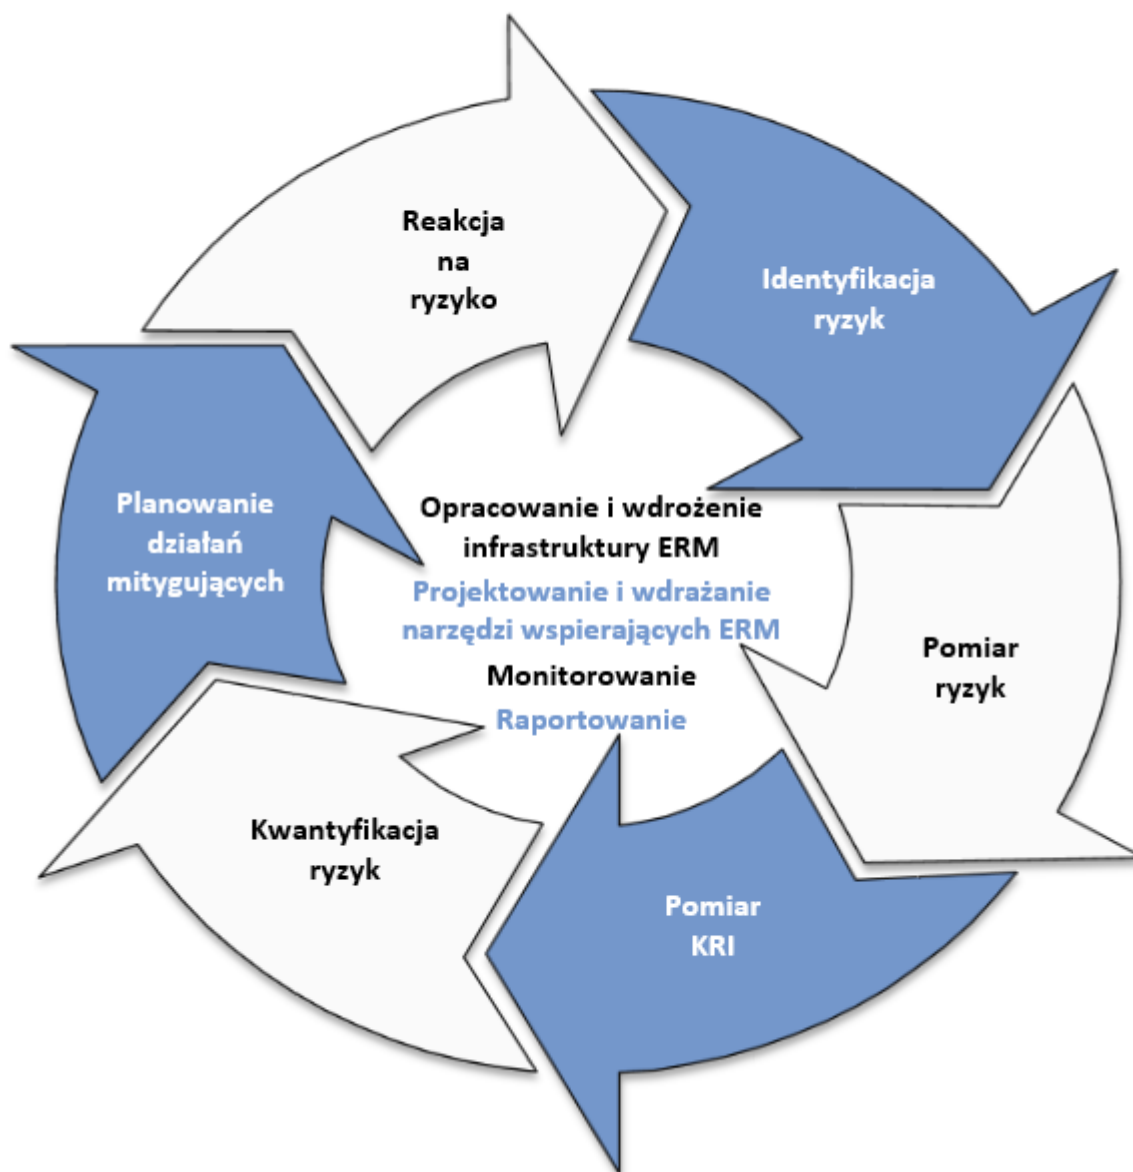 Reakcja
na
ryzyko
Identyfikacja
ryzyk
Planowanie
działań
mitygujących
Opracowanie i wdrożenie
infrastruktury ERM
Projektowanie i wdrażanie
narzędzi wspierających ERM
Monitorowanie
Raportowanie
Pomiar
ryzyk
Kwantyfikacja
ryzyk
Pomiar
KRI